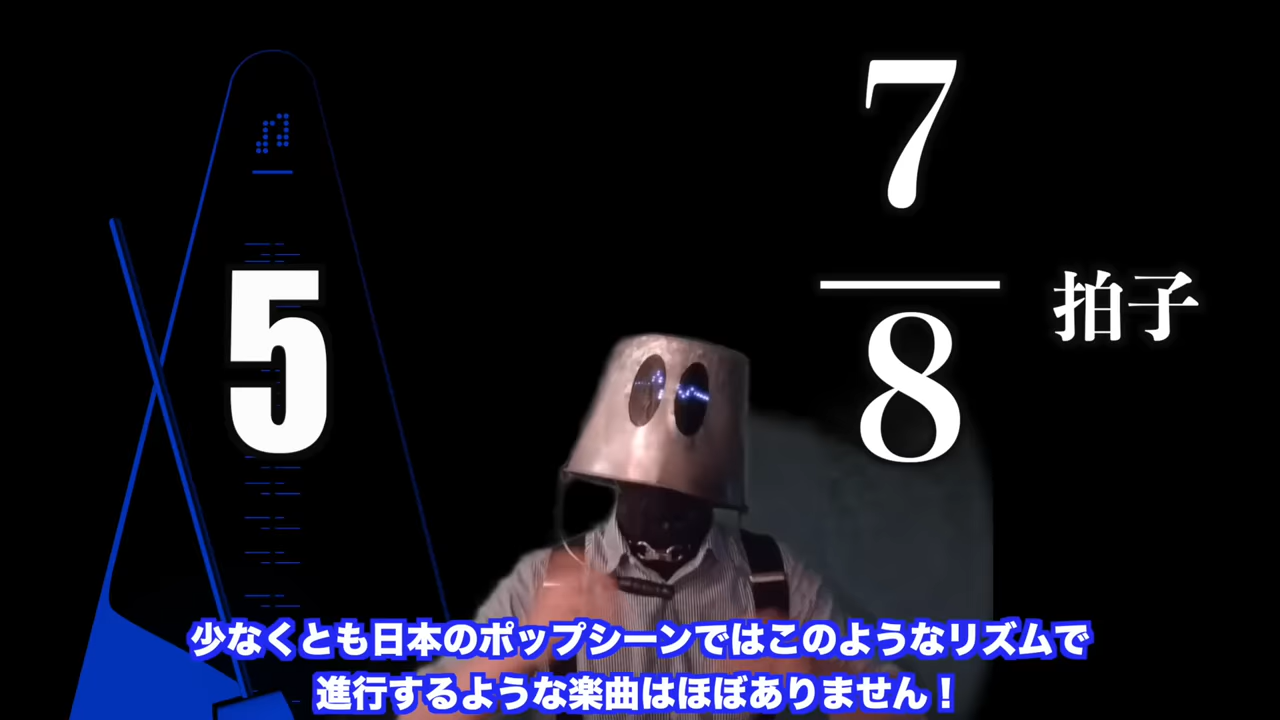 7
8
拍子
5
少なくとも日本のポップシーンではこのようなリズムで
進行するような楽曲はほぼありません！